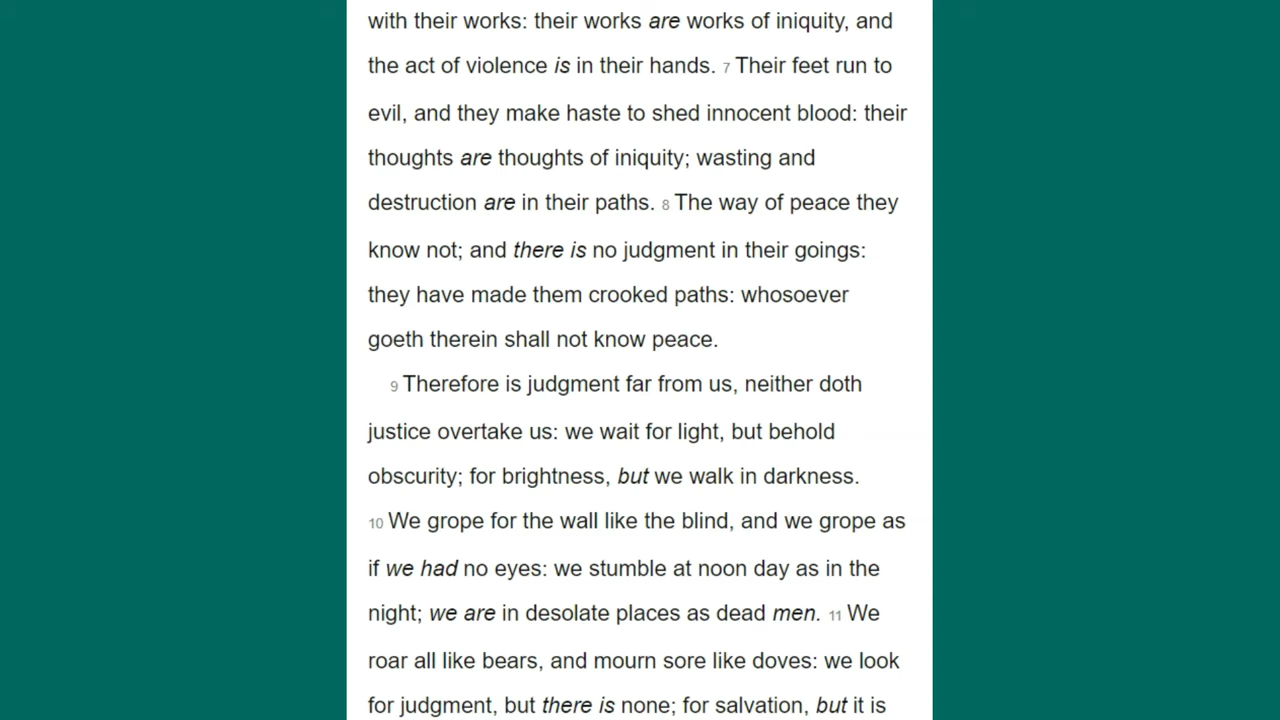 with their works: their works are works of iniquity, and
the act of violence is in their hands. 7 Their feet run to
evil, and they make haste to shed innocent blood: their
thoughts are thoughts of iniquity; wasting and
destruction are in their paths. 8 The way of peace they
know not; and there is no judgment in their goings:
they have made them crooked paths: whosoever
goeth therein shall not know peace.
9 Therefore is judgment far from us, neither doth
justice overtake us: we wait for light, but behold
obscurity; for brightness, but we walk in darkness.
10 We grope for the wall like the blind, and we grope as
if we had no eyes: we stumble at noon day as in the
night; we are in desolate places as dead men. 11 We
roar all like bears, and mourn sore like doves: we look
for judgment, but there is none; for salvation, but it is